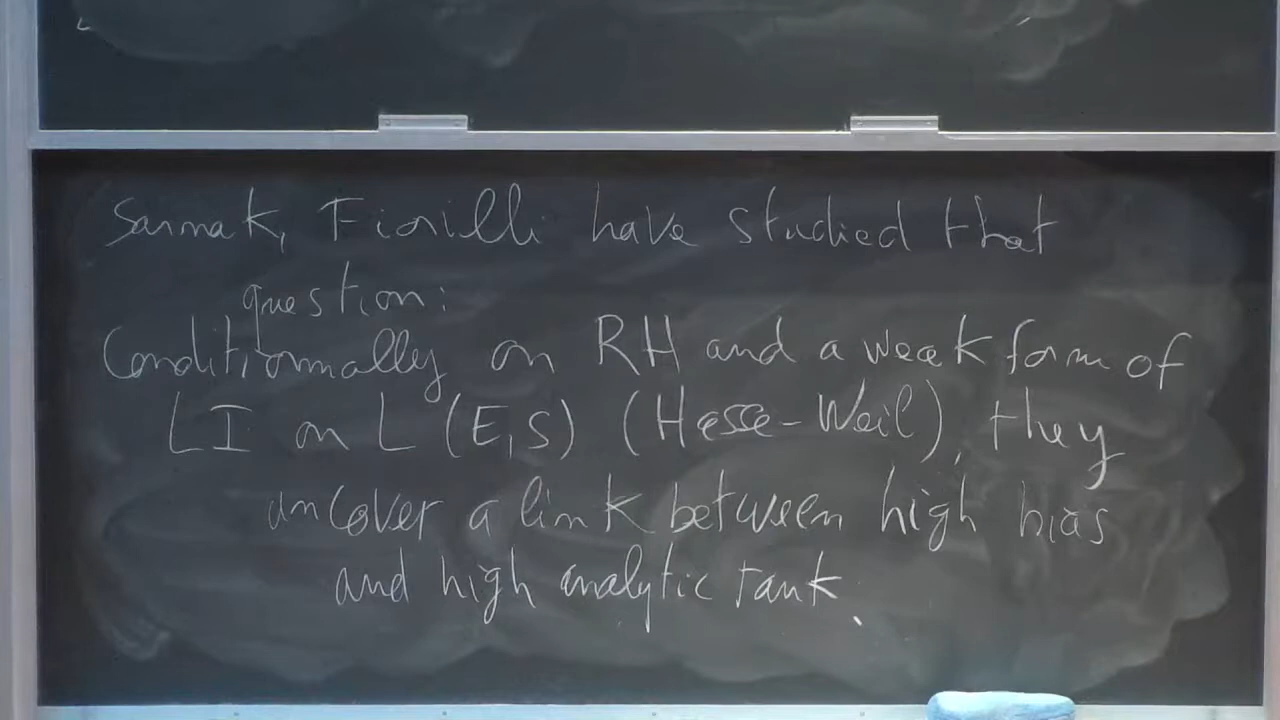 Sarnak, Fiorilli have studied that
question:
Conditionnally on RH and a weak form of
LI on L(E,s) (Hasse-Weil), they
uncover a link between high bias
and high analytic rank.